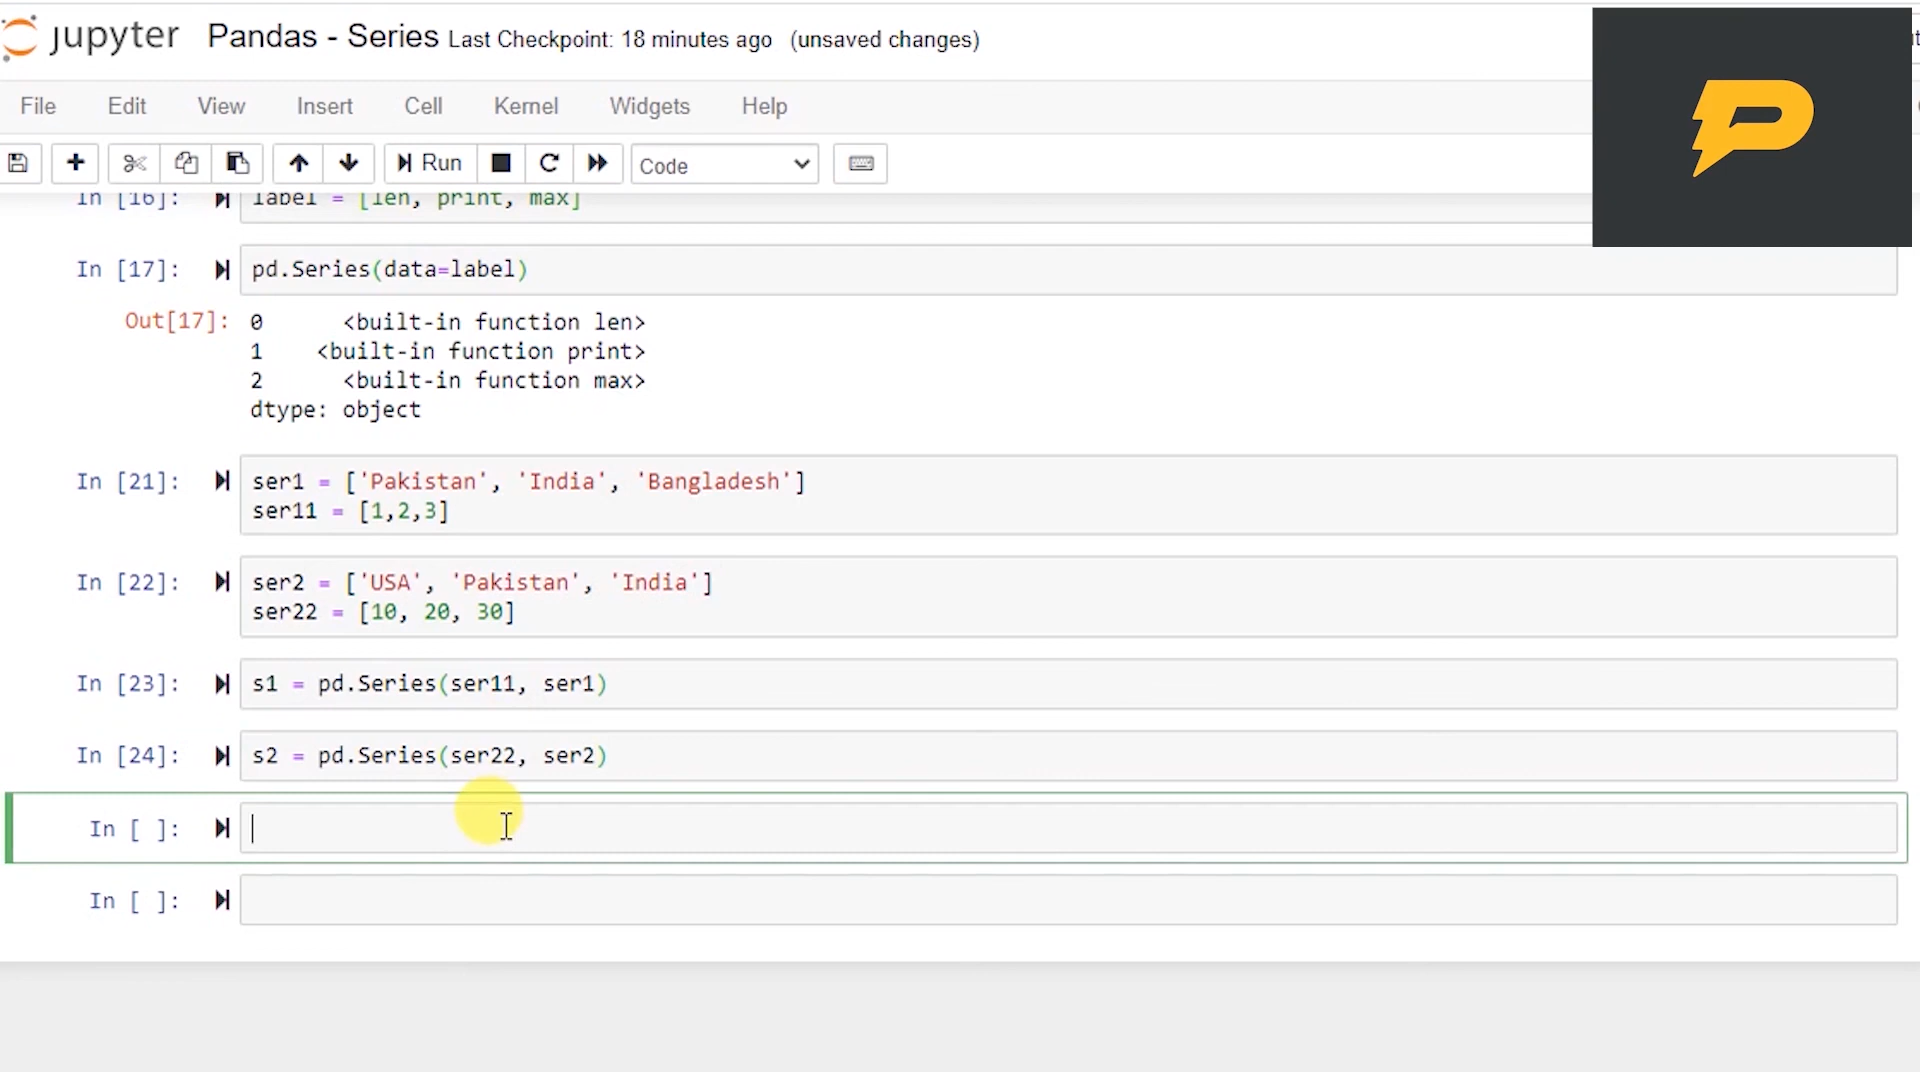 jupyter Pandas - Series Last Checkpoint: 18 minutes ago (unsaved changes)
File Edit View Insert Cell Kernel Widgets Help
Run Code
In [16]: label = [len, print, max]
In [17]: pd.Series(data=label)
Out[17]: 0 <built-in function len>
1 <built-in function print>
2 <built-in function max>
dtype: object
In [21]: ser1 = ['Pakistan', 'India', 'Bangladesh']
ser11 = [1,2,3]
In [22]: ser2 = ['USA', 'Pakistan', 'India']
ser22 = [10, 20, 30]
In [23]: s1 = pd.Series(ser11, ser1)
In [24]: s2 = pd.Series(ser22, ser2)
In [ ]:
In [ ]: